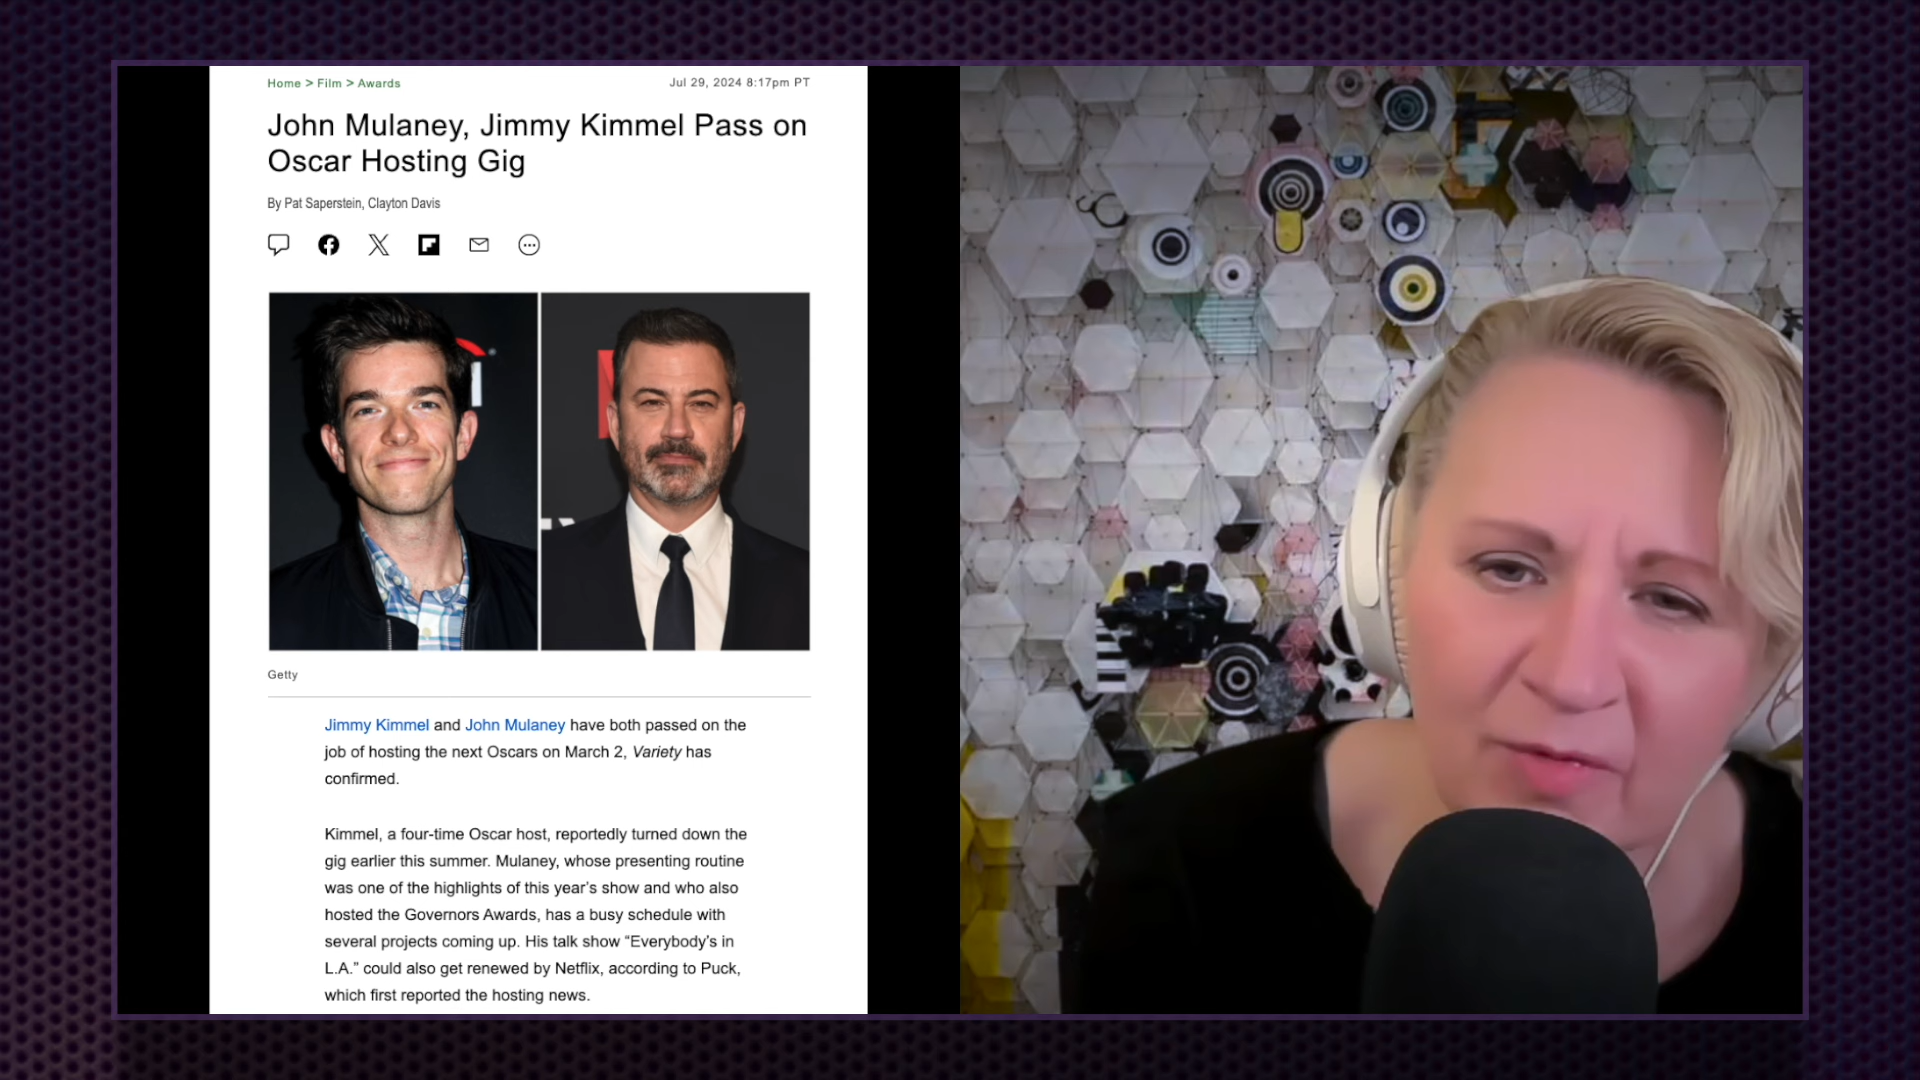 Home > Film > Awards
Jul 29, 2024 8:17pm PT
John Mulaney, Jimmy Kimmel Pass on
Oscar Hosting Gig
By Pat Saperstein, Clayton Davis
Getty
Jimmy Kimmel and John Mulaney have both passed on the
job of hosting the next Oscars on March 2, Variety has
confirmed.
Kimmel, a four-time Oscar host, reportedly turned down the
gig earlier this summer. Mulaney, whose presenting routine
was one of the highlights of this year’s show and who also
hosted the Governors Awards, has a busy schedule with
several projects coming up. His talk show “Everybody’s in
L.A.” could also get renewed by Netflix, according to Puck,
which first reported the hosting news.